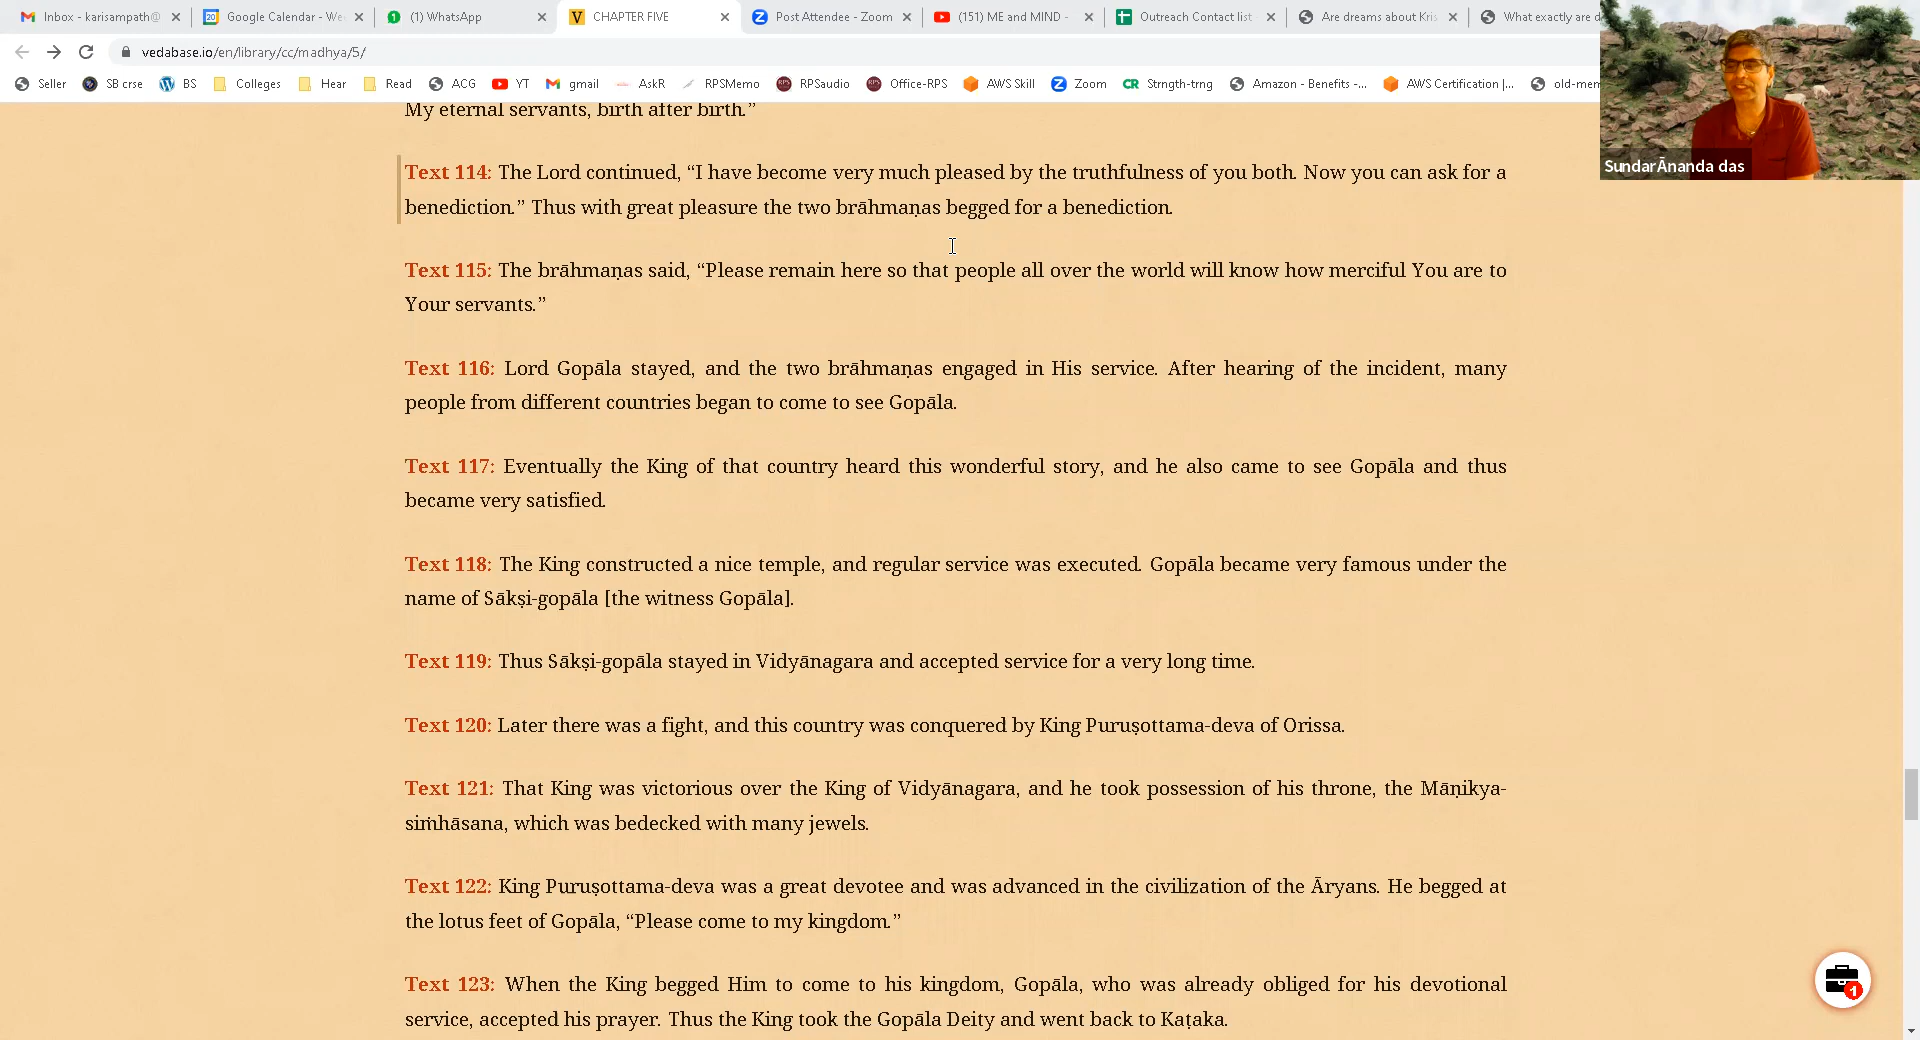 Inbox - karisampath@
Google Calendar - We
(1) WhatsApp
CHAPTER FIVE
Post Attendee - Zoom
(151) ME and MIND -
Outreach Contact list
Are dreams about Kris
What exactly are d
vedabase.io/en/library/cc/madhya/5/
Seller SB crse BS Colleges Hear Read ACG YT gmail AskR RPSMemo RPSaudio Office-RPS AWS Skill Zoom Strngth-trng Amazon - Benefits -... AWS Certification |... old-mem
SundarĀnanda das
My eternal servants, birth after birth.”
Text 114: The Lord continued, “I have become very much pleased by the truthfulness of you both. Now you can ask for a
benediction.” Thus with great pleasure the two brāhmaṇas begged for a benediction.
Text 115: The brāhmaṇas said, “Please remain here so that people all over the world will know how merciful You are to
Your servants.”
Text 116: Lord Gopāla stayed, and the two brāhmaṇas engaged in His service. After hearing of the incident, many
people from different countries began to come to see Gopāla.
Text 117: Eventually the King of that country heard this wonderful story, and he also came to see Gopāla and thus
became very satisfied.
Text 118: The King constructed a nice temple, and regular service was executed. Gopāla became very famous under the
name of Sākṣi-gopāla [the witness Gopāla].
Text 119: Thus Sākṣi-gopāla stayed in Vidyānagara and accepted service for a very long time.
Text 120: Later there was a fight, and this country was conquered by King Puruṣottama-deva of Orissa.
Text 121: That King was victorious over the King of Vidyānagara, and he took possession of his throne, the Māṇikya-
siṁhāsana, which was bedecked with many jewels.
Text 122: King Puruṣottama-deva was a great devotee and was advanced in the civilization of the Āryans. He begged at
the lotus feet of Gopāla, “Please come to my kingdom.”
Text 123: When the King begged Him to come to his kingdom, Gopāla, who was already obliged for his devotional
service, accepted his prayer. Thus the King took the Gopāla Deity and went back to Kaṭaka.
1